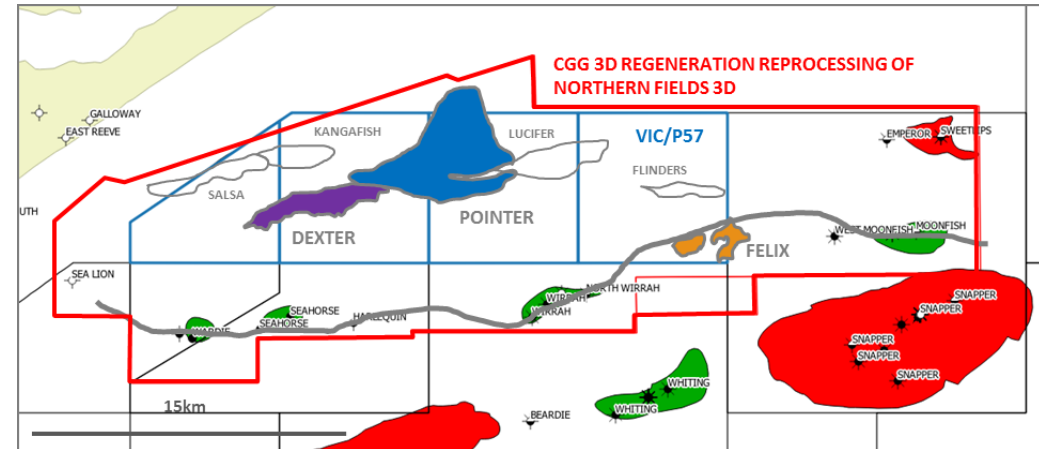 CGG 3D REGENERATION REPROCESSING OF
NORTHERN FIELDS 3D
GALLOWAY
EAST REEVE
KANGAFISH
LUCIFER
VIC/P57
EMPEROR
SWEETLIPS
SALSA
FLINDERS
UTH
DEXTER
POINTER
FELIX
WEST MOONFISH
MOONFISH
SEA LION
NORTH WIRRAH
WIRRAH
WIRRAH
SEAHORSE
SEAHORSE
HARLEQUIN
SNAPPER
SNAPPER
SNAPPER
SNAPPER
SNAPPER
WHITING
WHITING
BEARDIE
15km